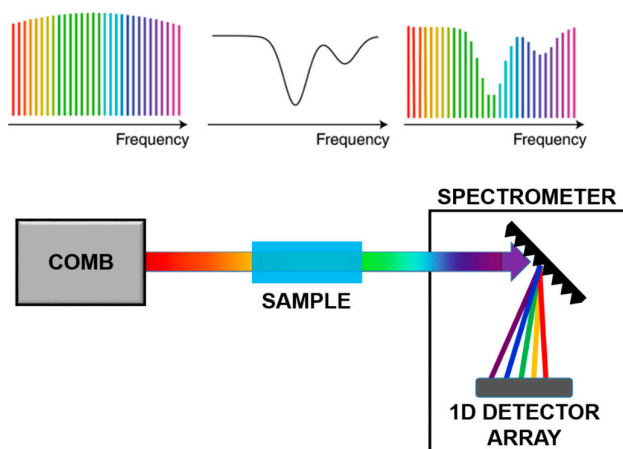 Frequency
Frequency
Frequency
SPECTROMETER
COMB
SAMPLE
1D DETECTOR
ARRAY